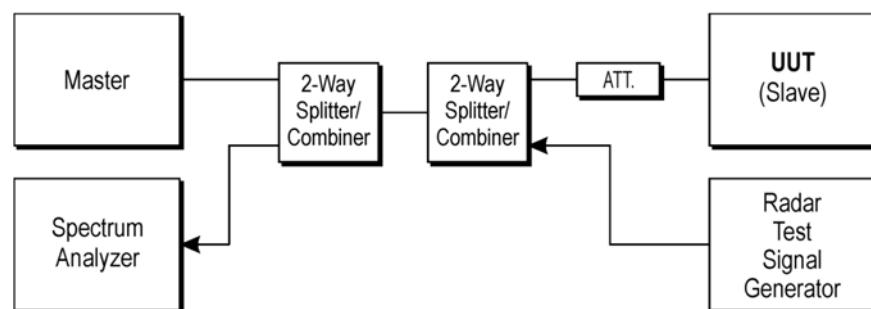 Master
2-Way
Splitter/
Combiner
2-Way
Splitter/
Combiner
ATT.
UUT
(Slave)
Spectrum
Analyzer
Radar
Test
Signal
Generator